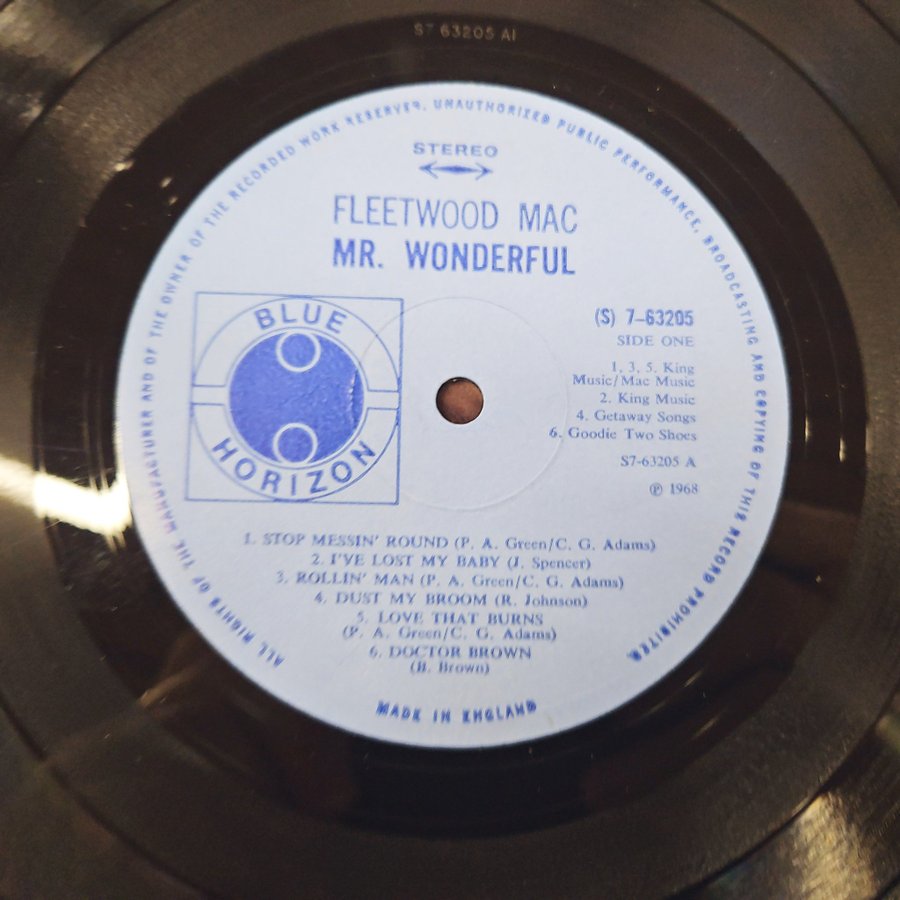 S7 63205 A1
ALL RIGHTS OF THE MANUFACTURER AND OF THE OWNER OF THE RECORDED WORK RESERVED. UNAUTHORIZED PUBLIC PERFORMANCE, BROADCASTING AND COPYING OF THIS RECORD PROHIBITED.
STEREO
FLEETWOOD MAC
MR. WONDERFUL
BLUE
HORIZON
(S) 7-63205
SIDE ONE
1, 3, 5. King
Music/Mac Music
2. King Music
4. Getaway Songs
6. Goodie Two Shoes
S7-63205 A
℗ 1968
1. STOP MESSIN' ROUND (P. A. Green/C. G. Adams)
2. I'VE LOST MY BABY (J. Spencer)
3. ROLLIN' MAN (P. A. Green/C. G. Adams)
4. DUST MY BROOM (R. Johnson)
5. LOVE THAT BURNS
(P. A. Green/C. G. Adams)
6. DOCTOR BROWN
(B. Brown)
MADE IN ENGLAND